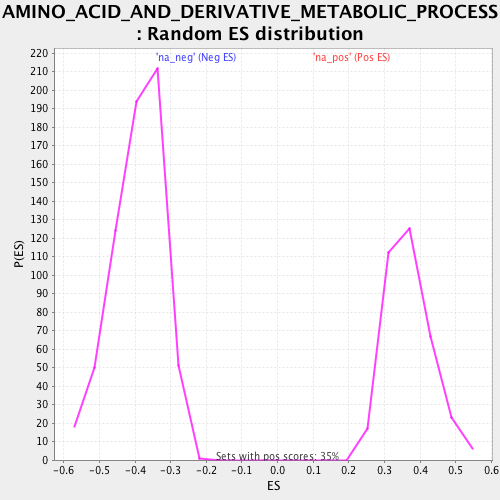 AMINO_ACID_AND_DERIVATIVE_METABOLIC_PROCESS
: Random ES distribution
'na_neg' (Neg ES)
'na_pos' (Pos ES)
220
210
200
190
180
170
160
150
140
130
120
110
100
90
80
70
60
50
40
30
20
10
0
P(ES)
Sets with pos scores: 35%
-0.6 -0.5 -0.4 -0.3 -0.2 -0.1 0.0 0.1 0.2 0.3 0.4 0.5 0.6
ES